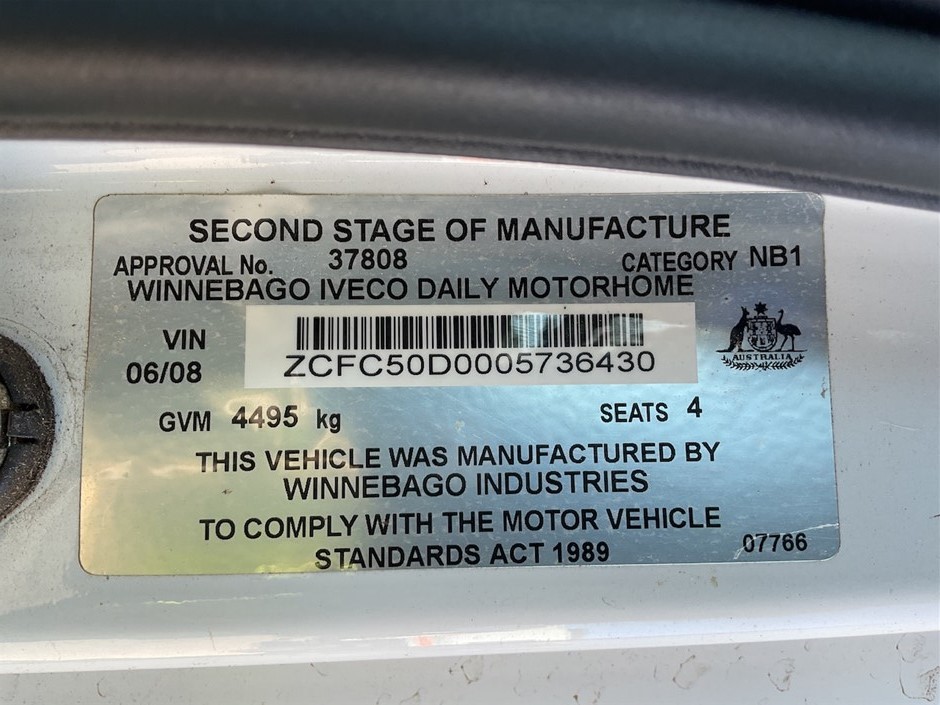 SECOND STAGE OF MANUFACTURE
APPROVAL No. 37808 CATEGORY NB1
WINNEBAGO IVECO DAILY MOTORHOME
VIN
06/08 ZCFC50D0005736430
AUSTRALIA
GVM 4495 kg SEATS 4
THIS VEHICLE WAS MANUFACTURED BY
WINNEBAGO INDUSTRIES
TO COMPLY WITH THE MOTOR VEHICLE
STANDARDS ACT 1989 07766